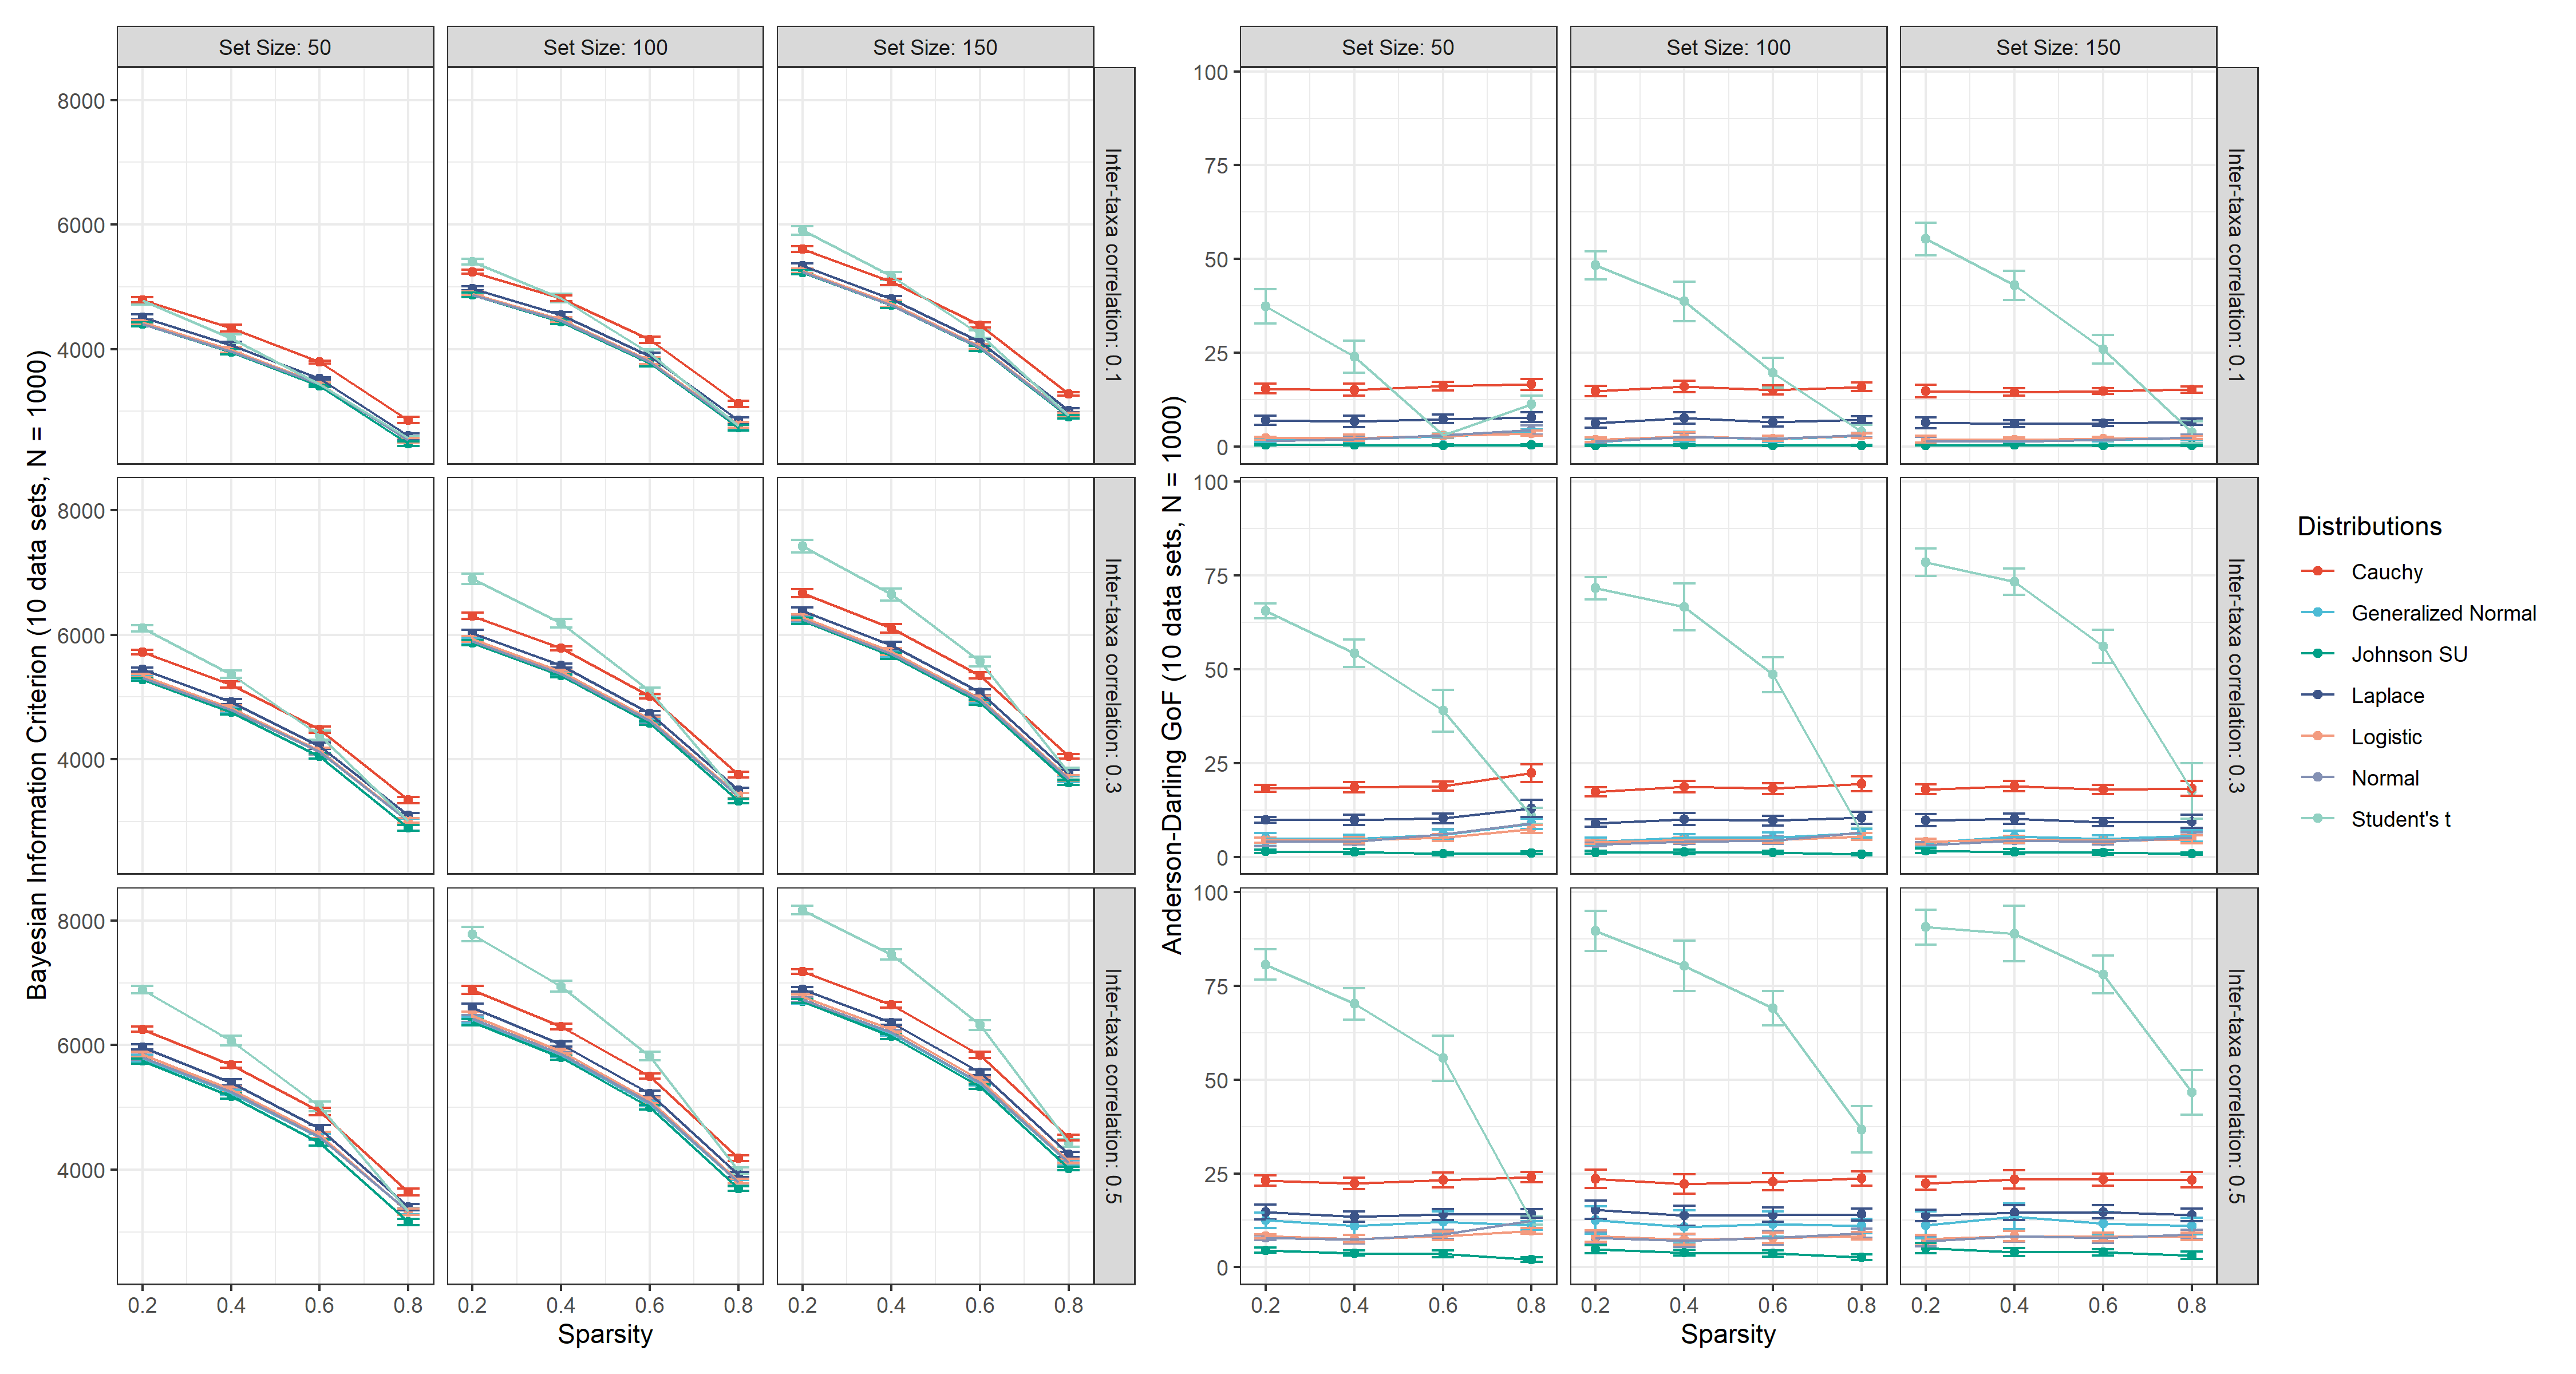 Set Size: 50
Set Size: 100
Set Size: 150
8000
6000
4000
Inter-taxa correlation: 0.1
8000
6000
4000
Inter-taxa correlation: 0.3
8000
6000
4000
Inter-taxa correlation: 0.5
0.2 0.4 0.6 0.8
0.2 0.4 0.6 0.8
0.2 0.4 0.6 0.8
Sparsity
Bayesian Information Criterion (10 data sets, N = 1000)
Set Size: 50
Set Size: 100
Set Size: 150
100
75
50
25
0
Inter-taxa correlation: 0.1
100
75
50
25
0
Inter-taxa correlation: 0.3
100
75
50
25
0
Inter-taxa correlation: 0.5
0.2 0.4 0.6 0.8
0.2 0.4 0.6 0.8
0.2 0.4 0.6 0.8
Sparsity
Anderson-Darling GoF (10 data sets, N = 1000)
Distributions
Cauchy
Generalized Normal
Johnson SU
Laplace
Logistic
Normal
Student's t